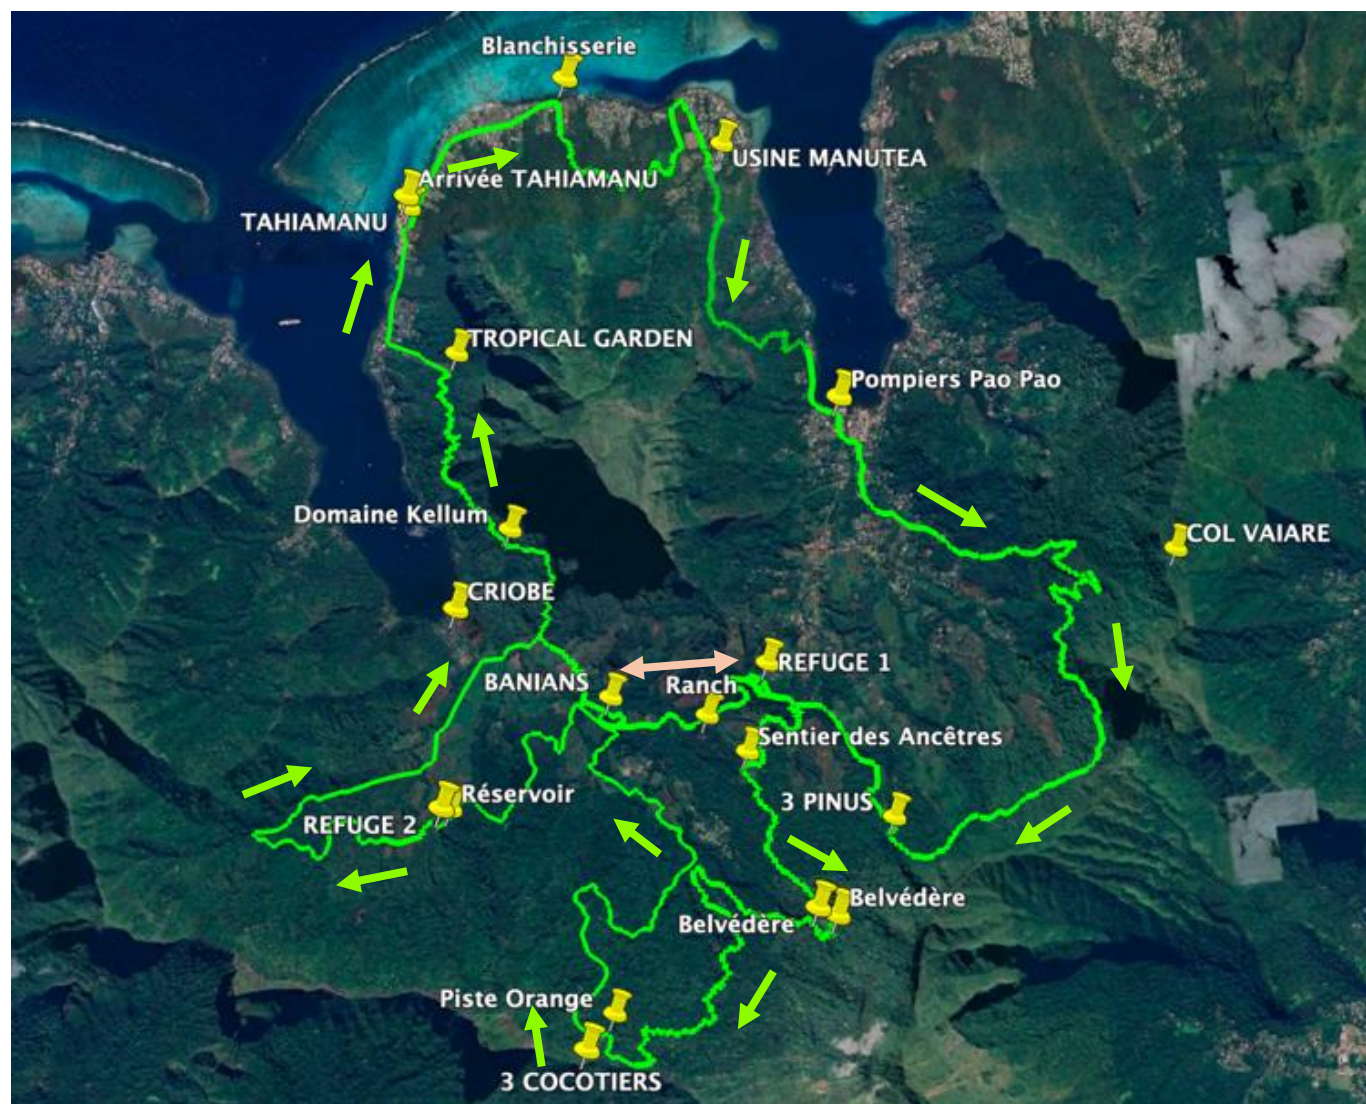 Blanchisserie
USINE MANUTEA
Arrivée TAHIAMANU
TAHIAMANU
TROPICAL GARDEN
Pompiers Pao Pao
Domaine Kellum
COL VAIARE
CRIOBE
REFUGE 1
BANIANS
Ranch
Sentier des Ancêtres
Réservoir
3 PINUS
REFUGE 2
Belvédère
Belvédère
Piste Orange
3 COCOTIERS